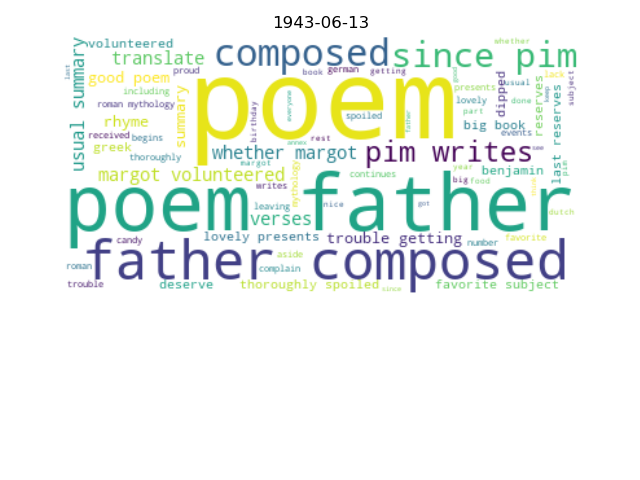 1943-06-13
whether
volunteered
composed
since pim
translate
last
usual summary
good poem
proud
book
german
getting
good
presents
usual
lack
subject
including
poem
dipped
roman mythology
summary
birthday
everyone
spoiled
father
lovely
done
keep
reserves
last reserves
rhyme
received
begins
rest
big book
events
greek
annex
whether margot
pim writes
see
thoroughly
margot
year
benjamin
pim
margot volunteered
mythology
continues
big
food
writes
poem father
leaving
nice
got
dutch
verses
candy
lovely presents
trouble getting
number
favorite
father composed
aside
roman
complain
trouble
deserve
thoroughly spoiled
since
favorite subject
part